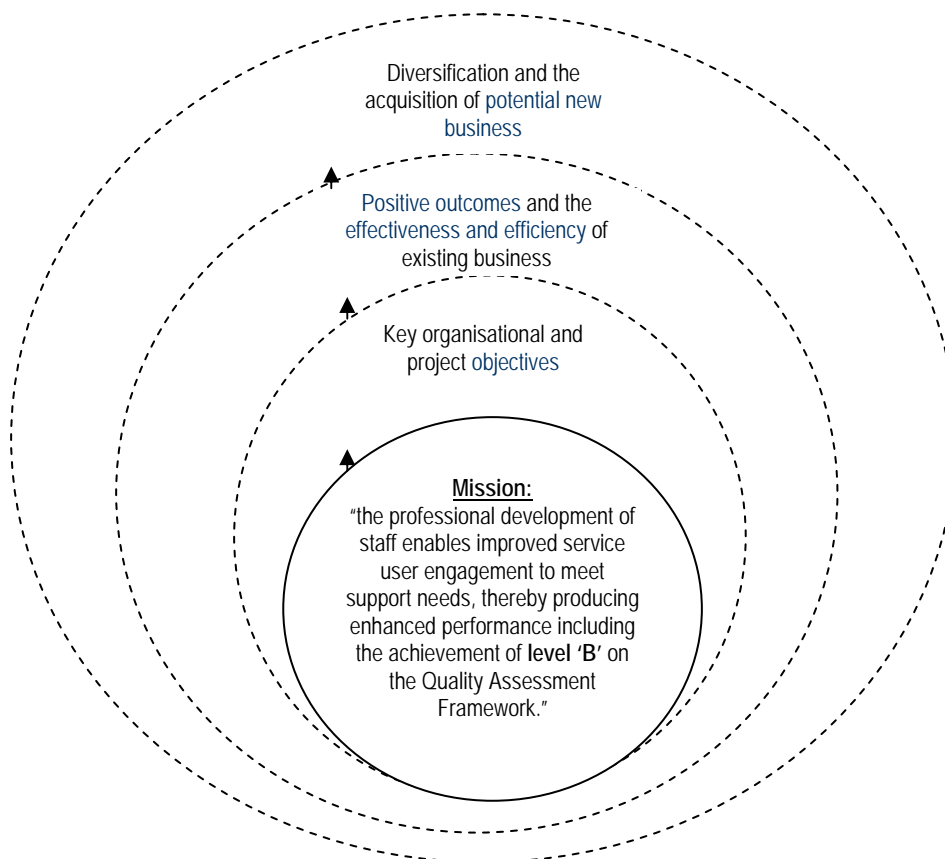 Diversification and the
acquisition of potential new
business
Positive outcomes and the
effectiveness and efficiency of
existing business
Key organisational and
project objectives
Mission:
“the professional development of
staff enables improved service
user engagement to meet
support needs, thereby producing
enhanced performance including
the achievement of level ‘B’ on
the Quality Assessment
Framework.”